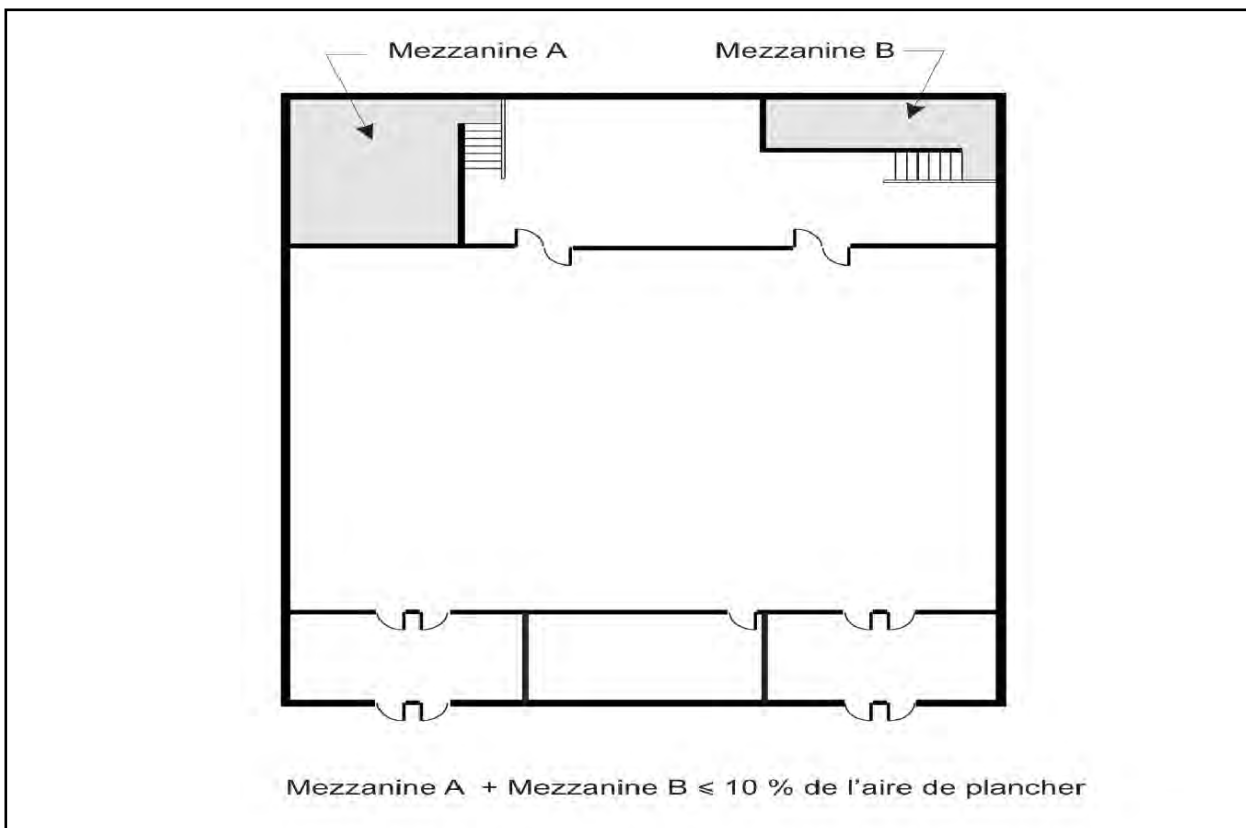 Mezzanine A
Mezzanine B
Mezzanine A + Mezzanine B ⩽ 10 % de l'aire de plancher